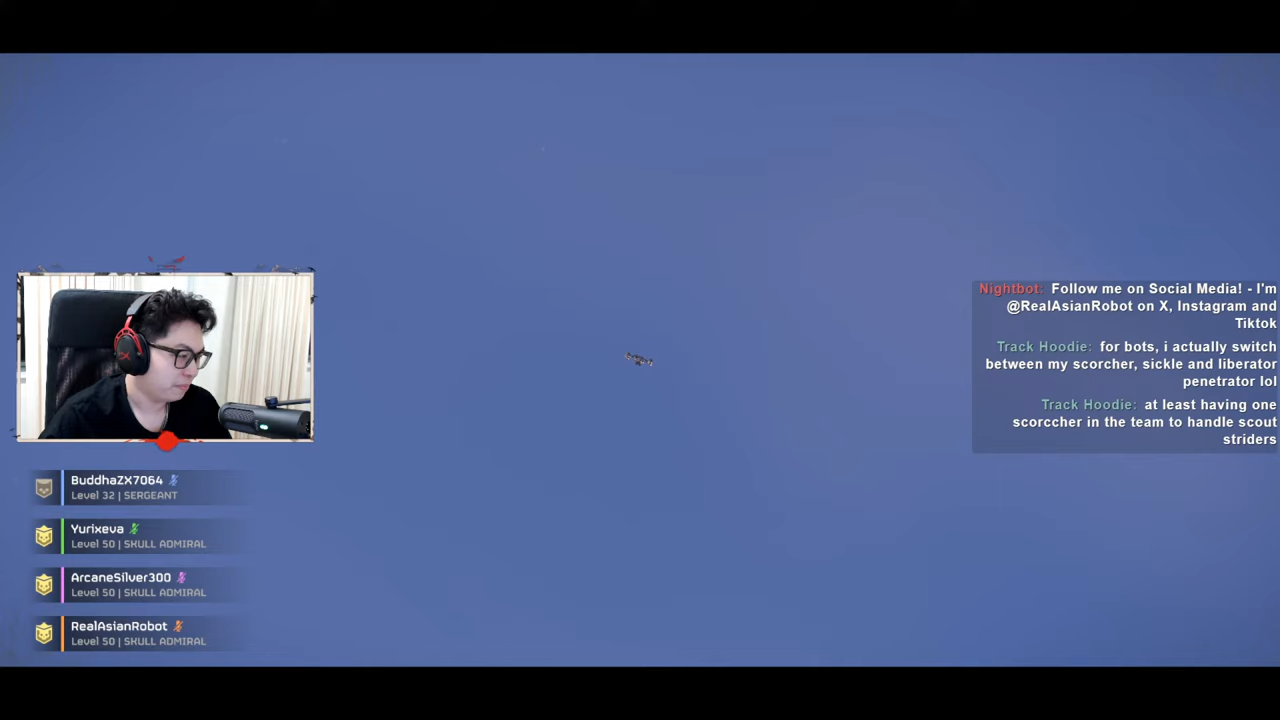 Nightbot: Follow me on Social Media! - I'm
@RealAsianRobot on X, Instagram and
Tiktok
Track Hoodie: for bots, i actually switch
between my scorcher, sickle and liberator
penetrator lol
Track Hoodie: at least having one
scorccher in the team to handle scout
striders
BuddhaZX7064
Level 32 | SERGEANT
Yurixeva
Level 50 | SKULL ADMIRAL
ArcaneSilver300
Level 50 | SKULL ADMIRAL
RealAsianRobot
Level 50 | SKULL ADMIRAL